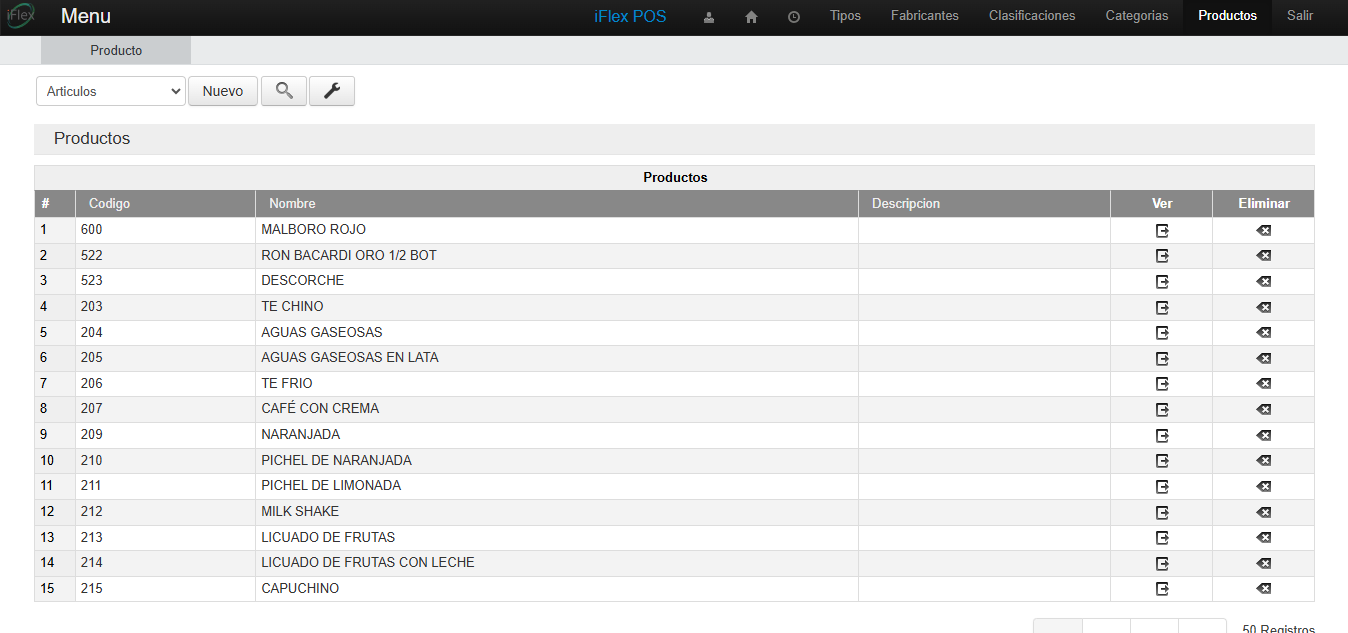 iFlex Menu iFlex POS Tipos Fabricantes Clasificaciones Categorias Productos Salir
Producto
Articulos Nuevo
Productos
Productos
# Codigo Nombre Descripcion Ver Eliminar
1 600 MALBORO ROJO
2 522 RON BACARDI ORO 1/2 BOT
3 523 DESCORCHE
4 203 TE CHINO
5 204 AGUAS GASEOSAS
6 205 AGUAS GASEOSAS EN LATA
7 206 TE FRIO
8 207 CAFÉ CON CREMA
9 209 NARANJADA
10 210 PICHEL DE NARANJADA
11 211 PICHEL DE LIMONADA
12 212 MILK SHAKE
13 213 LICUADO DE FRUTAS
14 214 LICUADO DE FRUTAS CON LECHE
15 215 CAPUCHINO
50 Registros